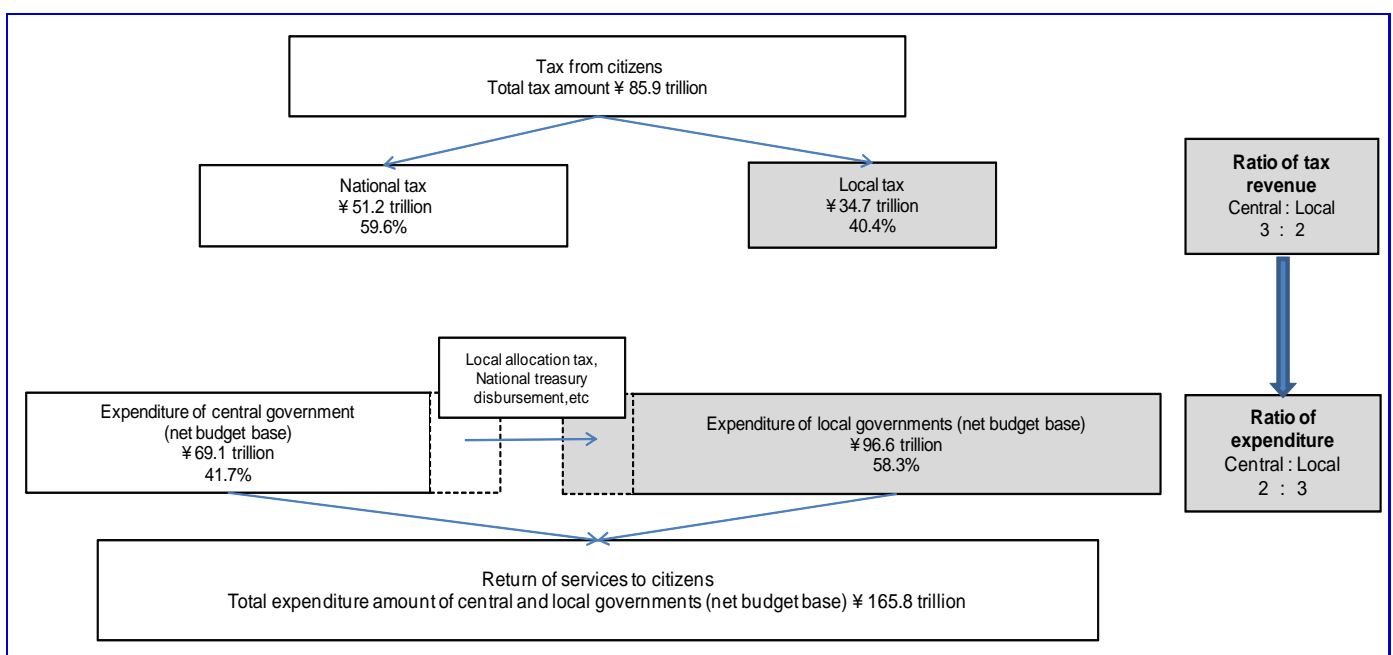 Tax from citizens
Total tax amount ¥ 85.9 trillion
National tax
¥ 51.2 trillion
59.6%
Local tax
¥ 34.7 trillion
40.4%
Ratio of tax
revenue
Central : Local
3 : 2
Local allocation tax,
National treasury
disbursement,etc
Expenditure of central government
(net budget base)
¥ 69.1 trillion
41.7%
Expenditure of local governments (net budget base)
¥ 96.6 trillion
58.3%
Ratio of
expenditure
Central : Local
2 : 3
Return of services to citizens
Total expenditure amount of central and local governments (net budget base) ¥ 165.8 trillion